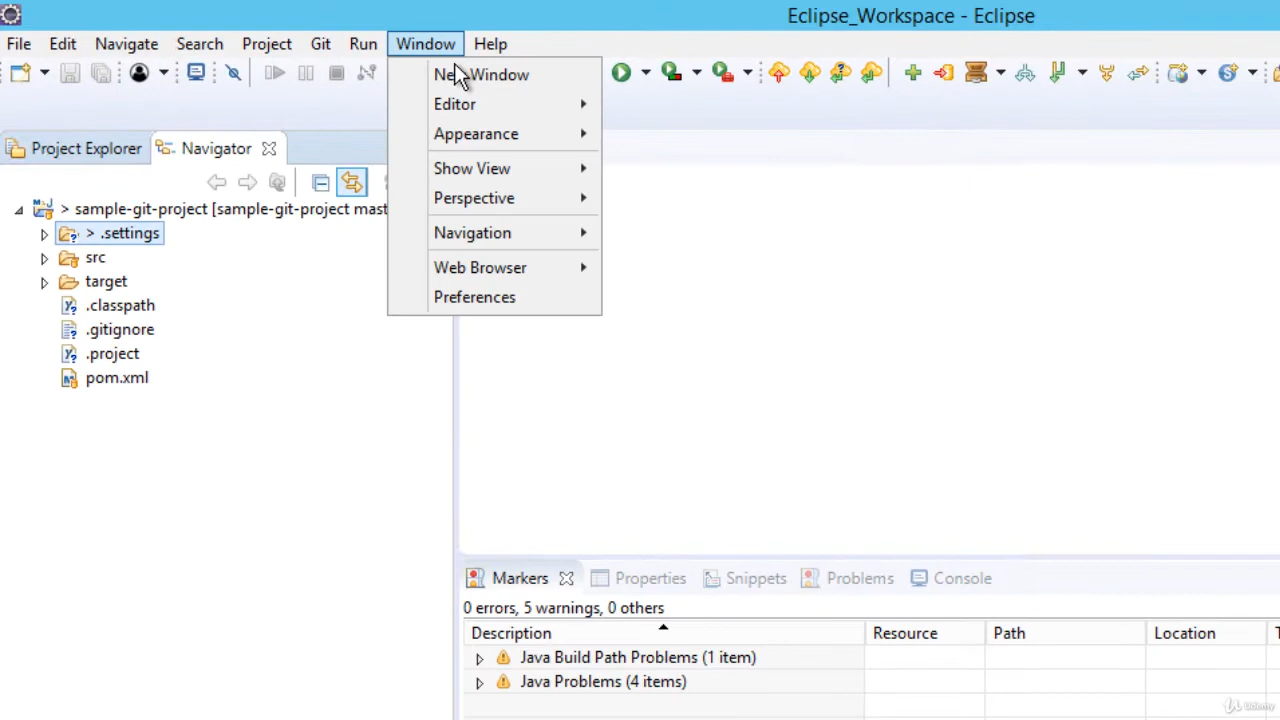 Eclipse_Workspace - Eclipse
File Edit Navigate Search Project Git Run Window Help
New Window
Editor
Appearance
Show View
Perspective
Navigation
Web Browser
Preferences
Project Explorer Navigator
> sample-git-project [sample-git-project mast
> .settings
src
target
.classpath
.gitignore
.project
pom.xml
Markers Properties Snippets Problems Console
0 errors, 5 warnings, 0 others
Description Resource Path Location
Java Build Path Problems (1 item)
Java Problems (4 items)
Udemy